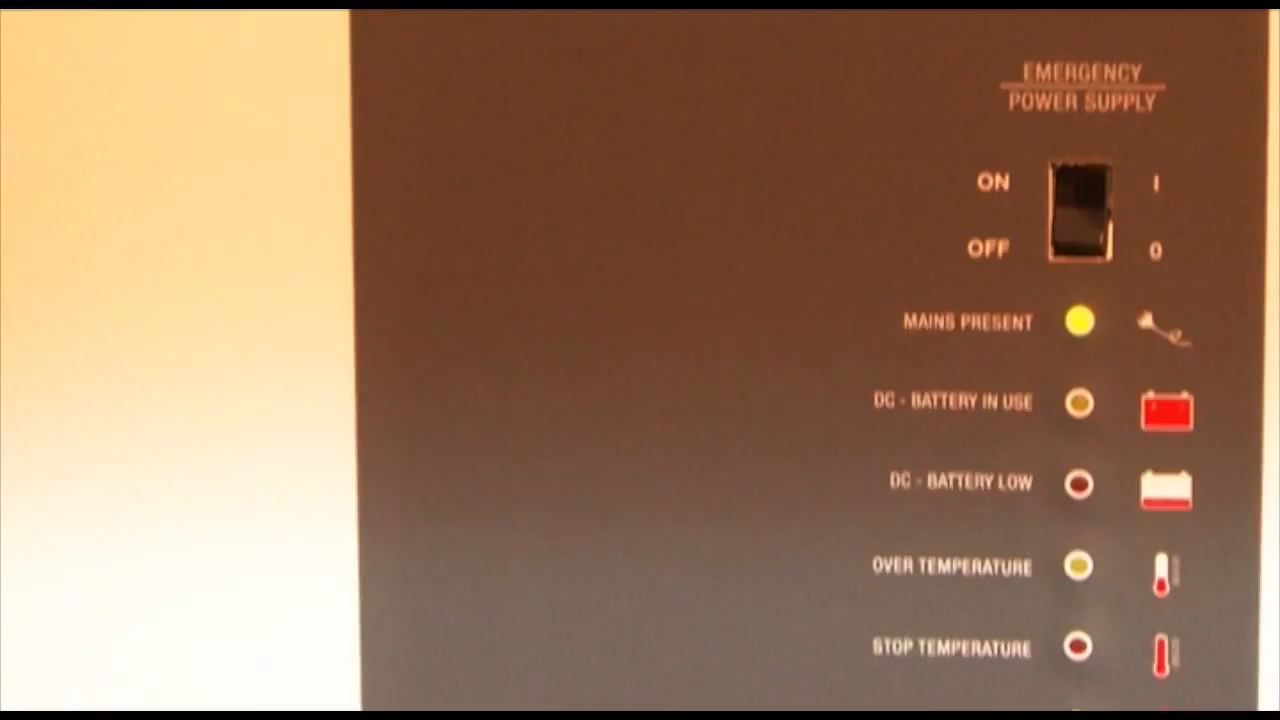 EMERGENCY
POWER SUPPLY
ON I
OFF 0
MAINS PRESENT
DC - BATTERY IN USE
DC - BATTERY LOW
OVER TEMPERATURE
STOP TEMPERATURE